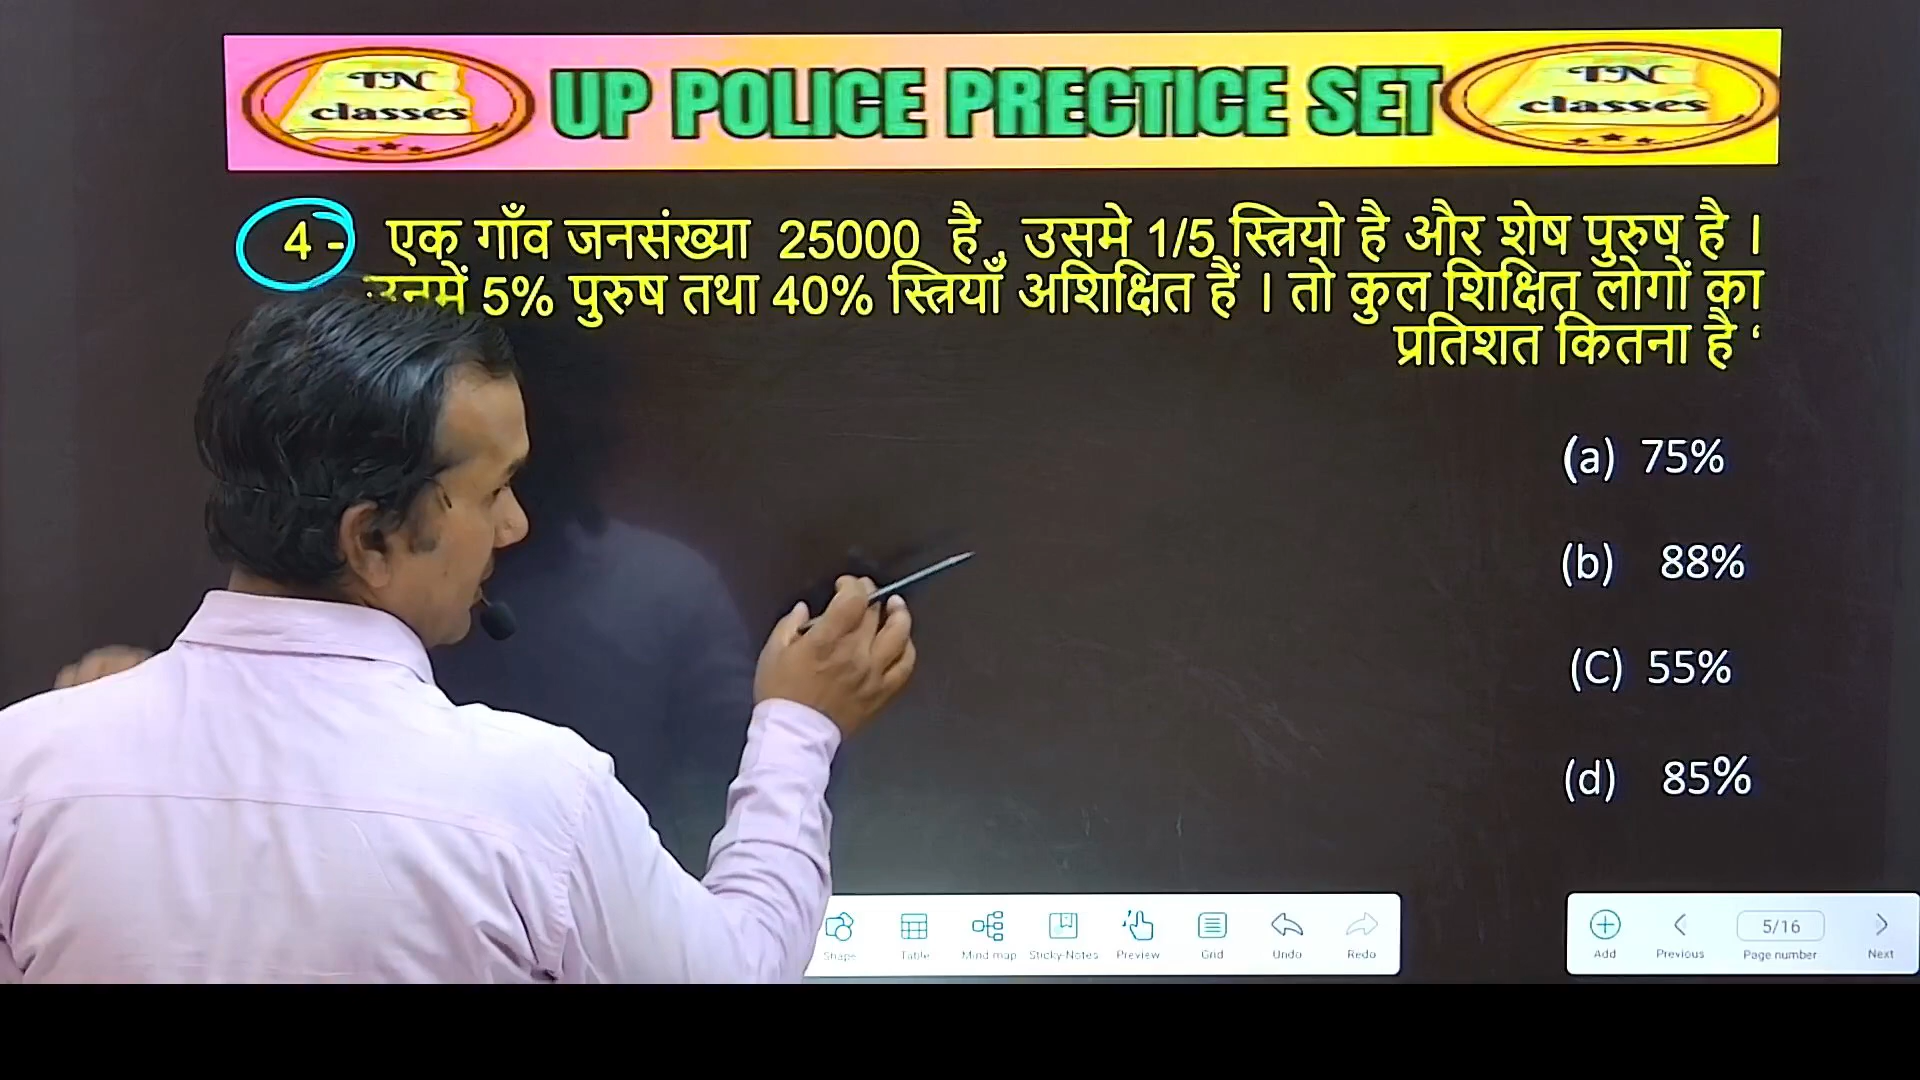 TN
classes
UP POLICE PRECTICE SET
TN
classes
4 - एक गाँव जनसंख्या 25000 है , उसमे 1/5 स्त्रियो है और शेष पुरुष है ।
उनमें 5% पुरुष तथा 40% स्त्रियाँ अशिक्षित हैं । तो कुल शिक्षित लोगों का
प्रतिशत कितना है ‘
(a) 75%
(b) 88%
(C) 55%
(d) 85%
Shape Table Mind map Sticky Notes Preview Grid Undo Redo
5/16
Add Previous Page number Next